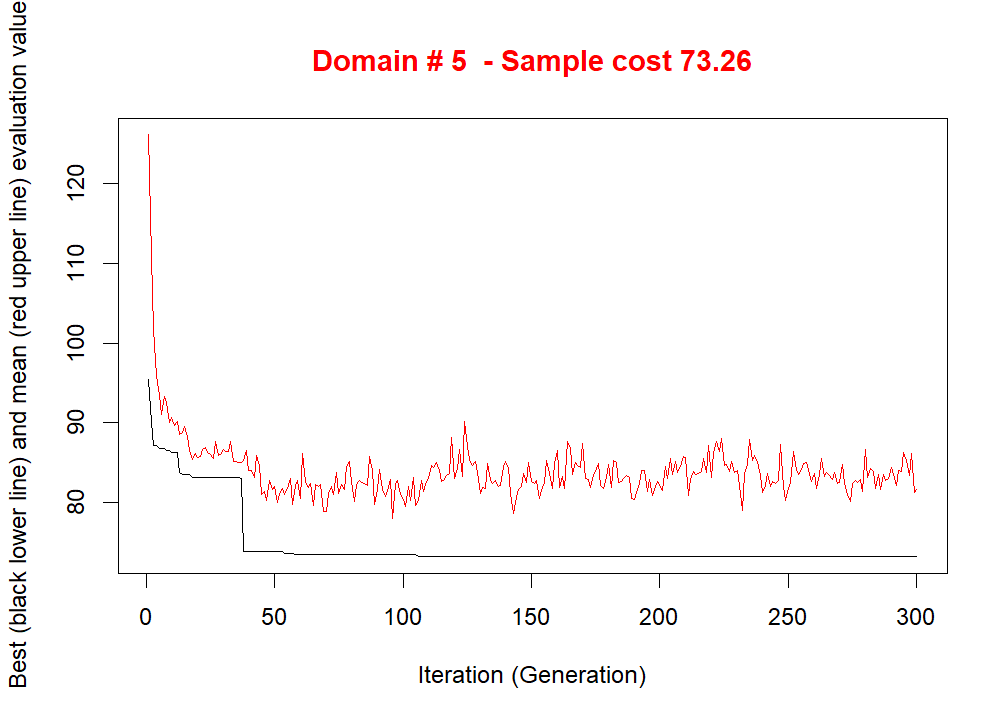 Domain # 5  - Sample cost 73.26
Best (black lower line) and mean (red upper line) evaluation value
120
110
100
90
80
0 50 100 150 200 250 300
Iteration (Generation)